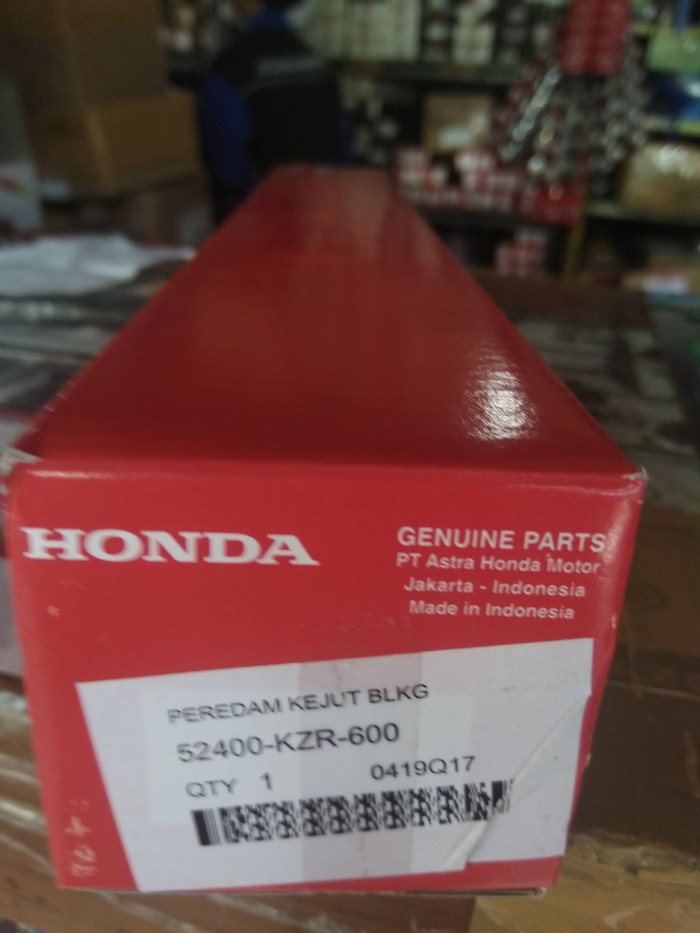 HONDA
GENUINE PARTS
PT Astra Honda Motor
Jakarta - Indonesia
Made in Indonesia
PEREDAM KEJUT BLKG
52400-KZR-600
QTY 1 0419Q17